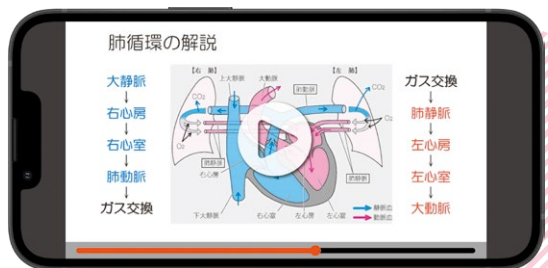 肺循環の解説
大静脈
↓
右心房
↓
右心室
↓
肺動脈
↓
ガス交換
【右 肺】
【左 肺】
上大静脈
大動脈
肺動脈
CO₂
CO₂
O₂
O₂
肺静脈
肺静脈
右心房
下大静脈
右心室
左心房
左心室
静脈血
動脈血
ガス交換
↓
肺静脈
↓
左心房
↓
左心室
↓
大動脈